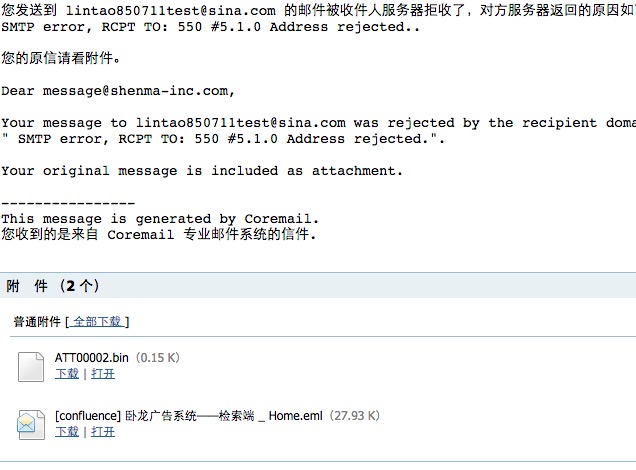 您发送到 lintao850711test@sina.com 的邮件被收件人服务器拒收了，对方服务器返回的原因如
SMTP error, RCPT TO: 550 #5.1.0 Address rejected..
您的原信请看附件。
Dear message@shenma-inc.com,
Your message to lintao850711test@sina.com was rejected by the recipient doma
" SMTP error, RCPT TO: 550 #5.1.0 Address rejected.".
Your original message is included as attachment.
----------------
This message is generated by Coremail.
您收到的是来自 Coremail 专业邮件系统的信件.
附 件 (2 个)
普通附件 [ 全部下载 ]
ATT00002.bin (0.15 K)
下载 | 打开
[confluence] 卧龙广告系统——检索端 _ Home.eml (27.93 K)
下载 | 打开